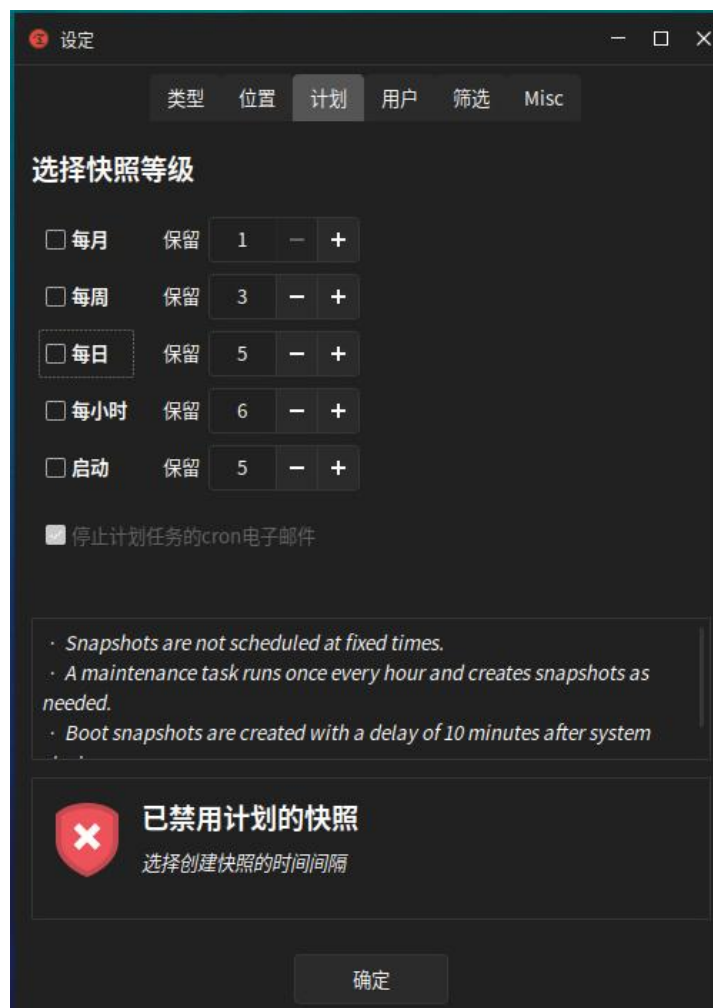 设定
类型 位置 计划 用户 筛选 Misc
选择快照等级
每月 保留 1 − +
每周 保留 3 − +
每日 保留 5 − +
每小时 保留 6 − +
启动 保留 5 − +
停止计划任务的cron电子邮件
· Snapshots are not scheduled at fixed times.
· A maintenance task runs once every hour and creates snapshots as
needed.
· Boot snapshots are created with a delay of 10 minutes after system
已禁用计划的快照
选择创建快照的时间间隔
确定